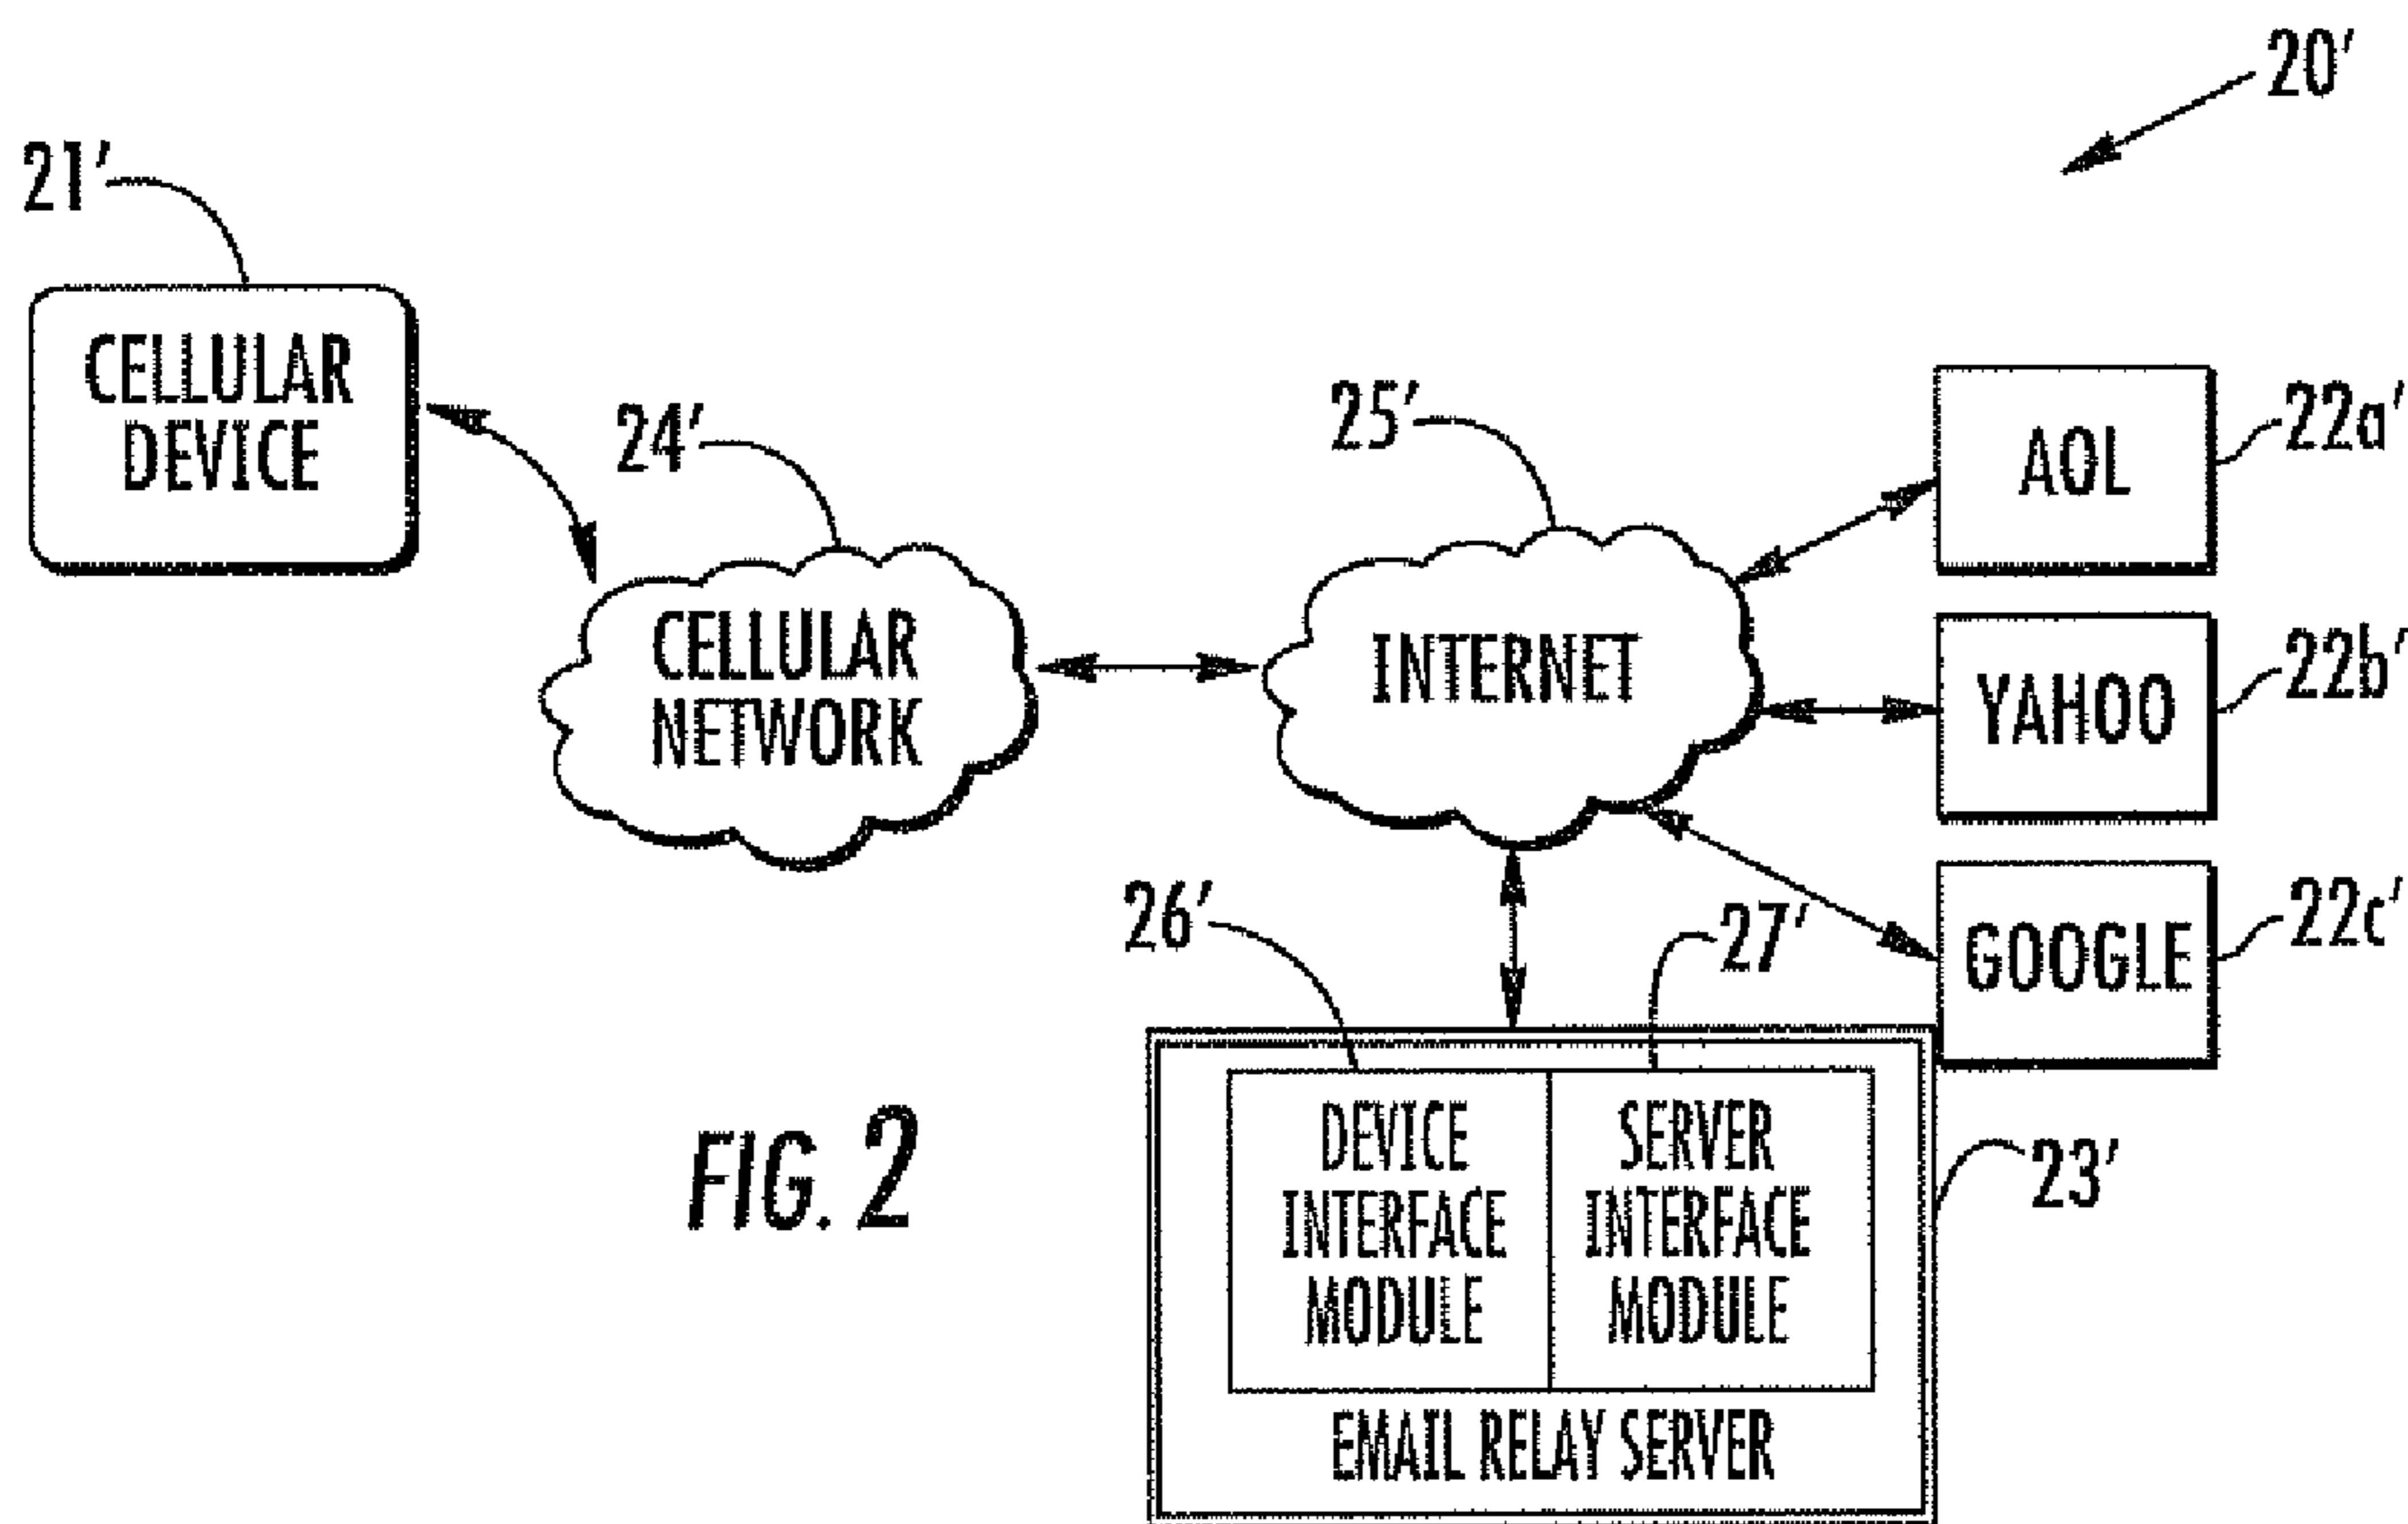 20′
21′
CELLULAR
DEVICE
24′
CELLULAR
NETWORK
25′
INTERNET
AOL
22a′
YAHOO
22b′
GOOGLE
22c′
26′
27′
DEVICE
INTERFACE
MODULE
SERVER
INTERFACE
MODULE
EMAIL RELAY SERVER
23′
FIG. 2